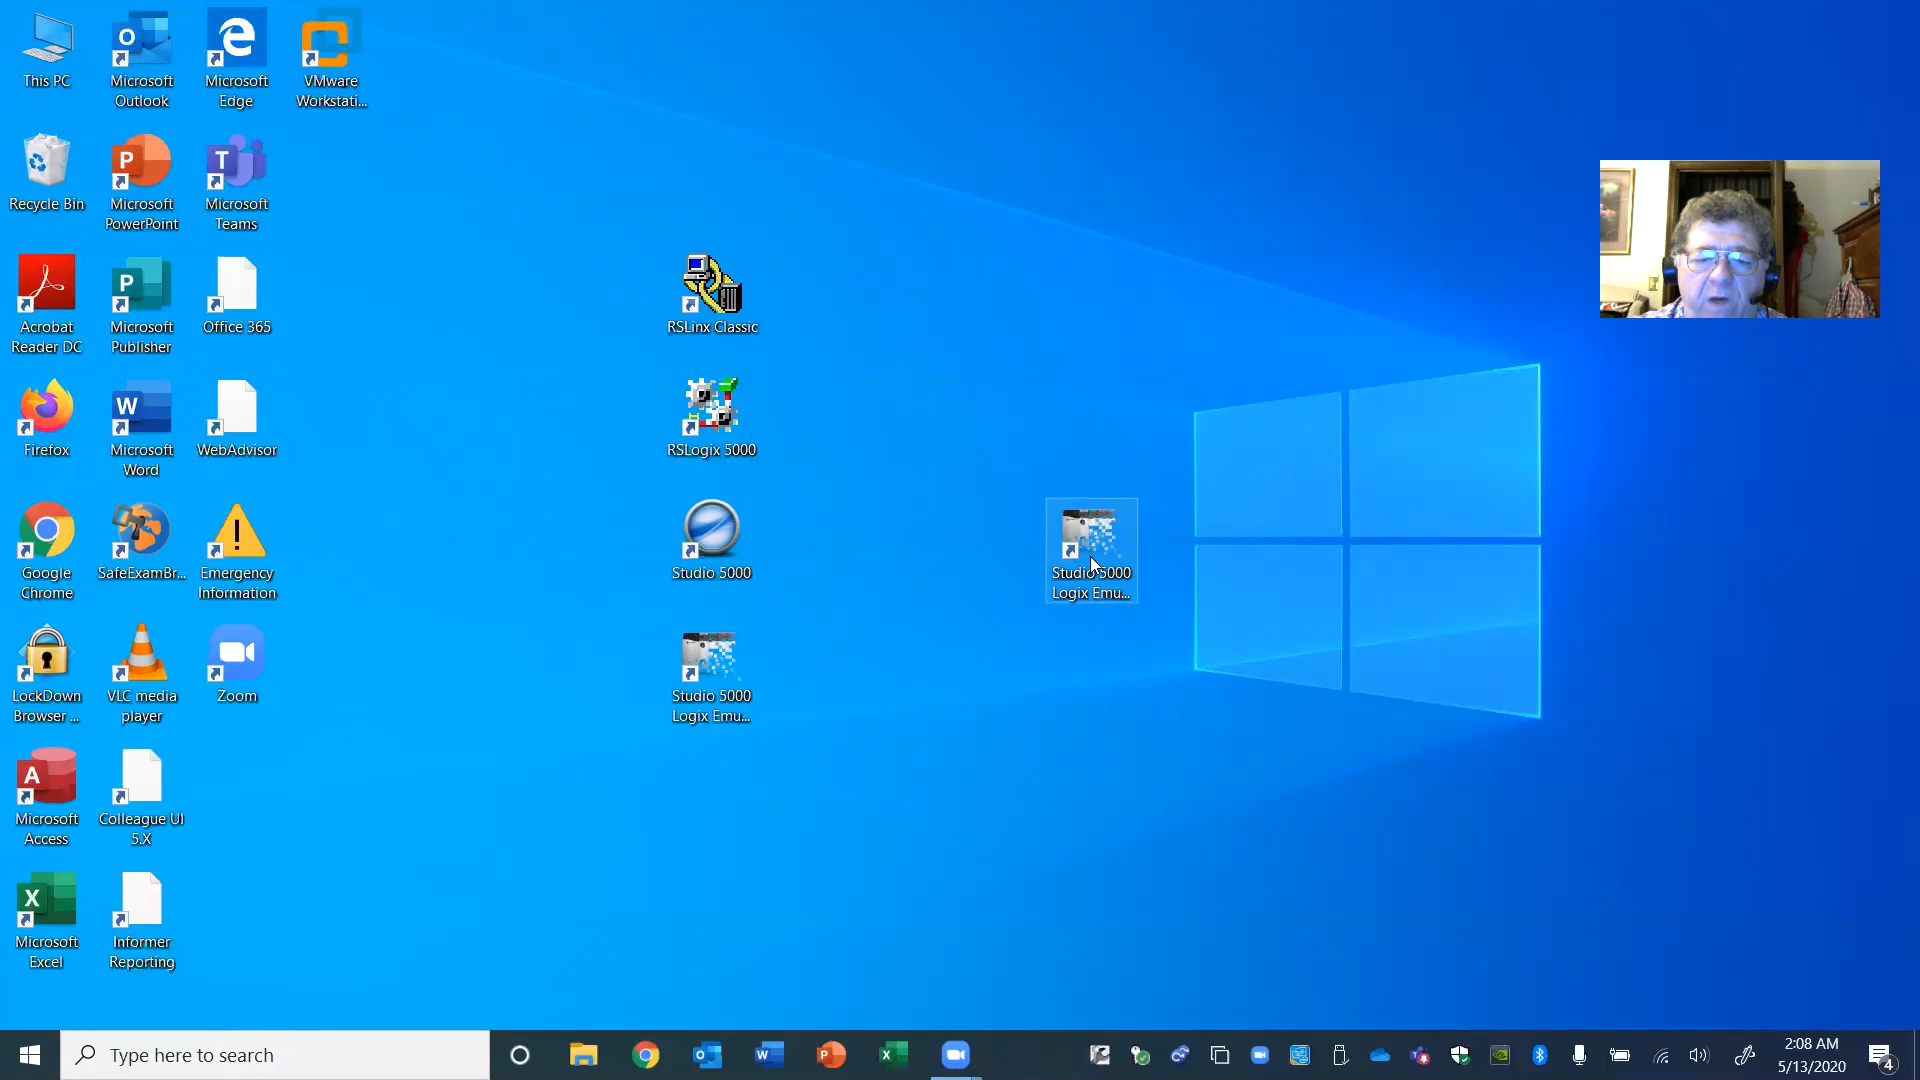 This PC
Microsoft
Outlook
Microsoft
Edge
VMware
Workstati...
Recycle Bin
Microsoft
PowerPoint
Microsoft
Teams
Acrobat
Reader DC
Microsoft
Publisher
Office 365
Firefox
Microsoft
Word
WebAdvisor
Google
Chrome
SafeExamBr...
Emergency
Information
LockDown
Browser ...
VLC media
player
Zoom
Microsoft
Access
Colleague UI
5.X
Microsoft
Excel
Informer
Reporting
RSLinx Classic
RSLogix 5000
Studio 5000
Studio 5000
Logix Emu...
Studio 5000
Logix Emu...
Type here to search
2:08 AM
5/13/2020
4